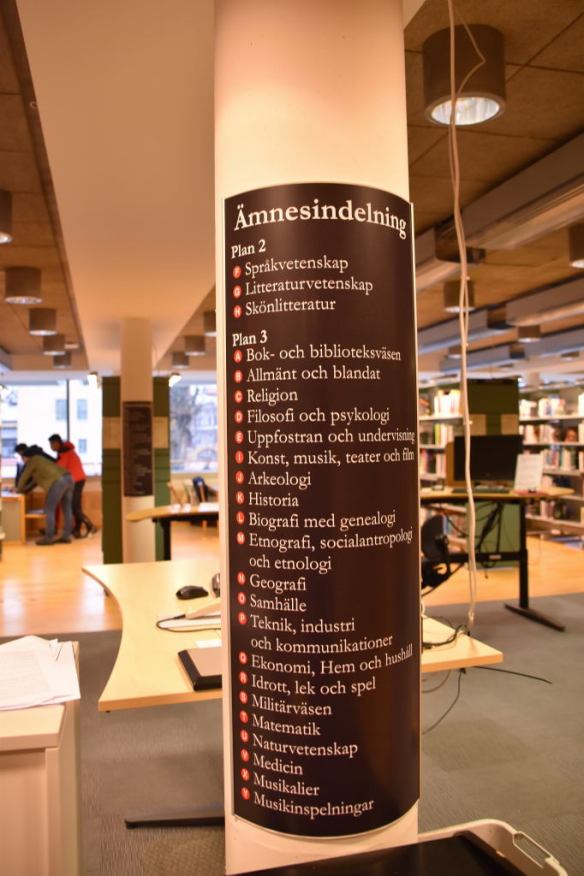 Ämnesindelning
Plan 2
F Språkvetenskap
G Litteraturvetenskap
H Skönlitteratur
Plan 3
A Bok- och biblioteksväsen
B Allmänt och blandat
C Religion
D Filosofi och psykologi
E Uppfostran och undervisning
I Konst, musik, teater och film
J Arkeologi
K Historia
L Biografi med genealogi
M Etnografi, socialantropologi
och etnologi
N Geografi
O Samhälle
P Teknik, industri
och kommunikationer
Q Ekonomi, Hem och hushåll
R Idrott, lek och spel
S Militärväsen
T Matematik
U Naturvetenskap
V Medicin
X Musikalier
Y Musikinspelningar